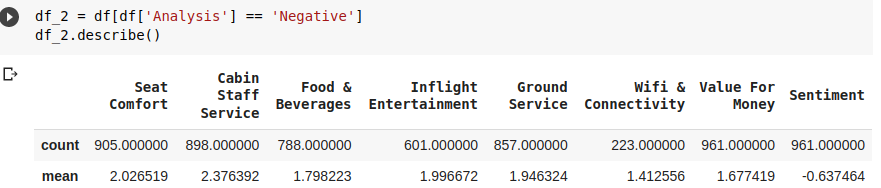 df_2 = df[df['Analysis'] == 'Negative']
df_2.describe()
Seat Comfort Cabin Staff Service Food & Beverages Inflight Entertainment Ground Service Wifi & Connectivity Value For Money Sentiment
count 905.000000 898.000000 788.000000 601.000000 857.000000 223.000000 961.000000 961.000000
mean 2.026519 2.376392 1.798223 1.996672 1.946324 1.412556 1.677419 -0.637464